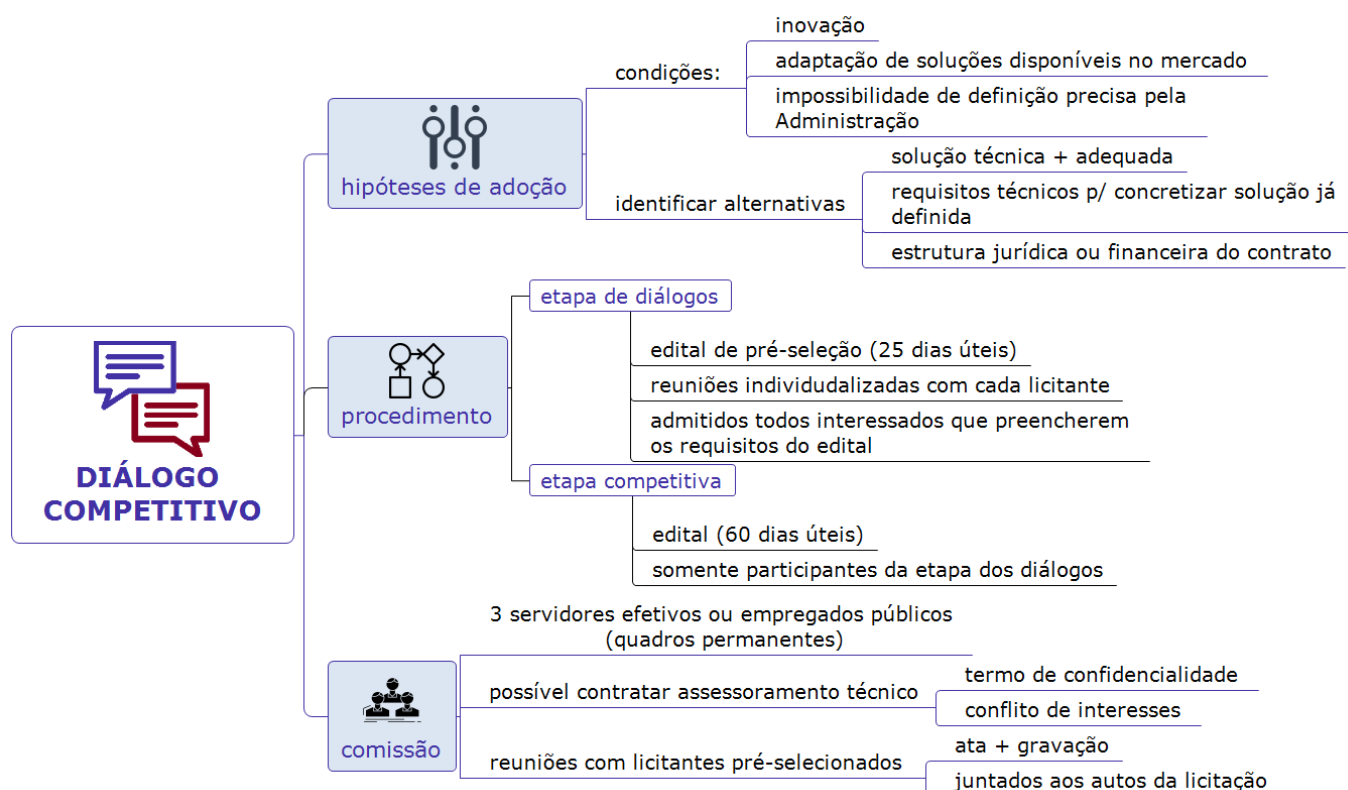 DIÁLOGO
COMPETITIVO
hipóteses de adoção
condições:
inovação
adaptação de soluções disponíveis no mercado
impossibilidade de definição precisa pela
Administração
identificar alternativas
solução técnica + adequada
requisitos técnicos p/ concretizar solução já
definida
estrutura jurídica ou financeira do contrato
procedimento
etapa de diálogos
edital de pré-seleção (25 dias úteis)
reuniões individudalizadas com cada licitante
admitidos todos interessados que preencherem
os requisitos do edital
etapa competitiva
edital (60 dias úteis)
somente participantes da etapa dos diálogos
comissão
3 servidores efetivos ou empregados públicos
(quadros permanentes)
possível contratar assessoramento técnico
termo de confidencialidade
conflito de interesses
reuniões com licitantes pré-selecionados
ata + gravação
juntados aos autos da licitação